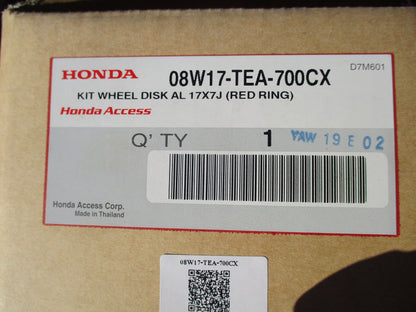 D7M601
HONDA 08W17-TEA-700CX
KIT WHEEL DISK AL 17X7J (RED RING)
Honda Access
Q' TY 1 YAW 19 E 02
Honda Access Corp.
Made in Thailand
08W17-TEA-700CX